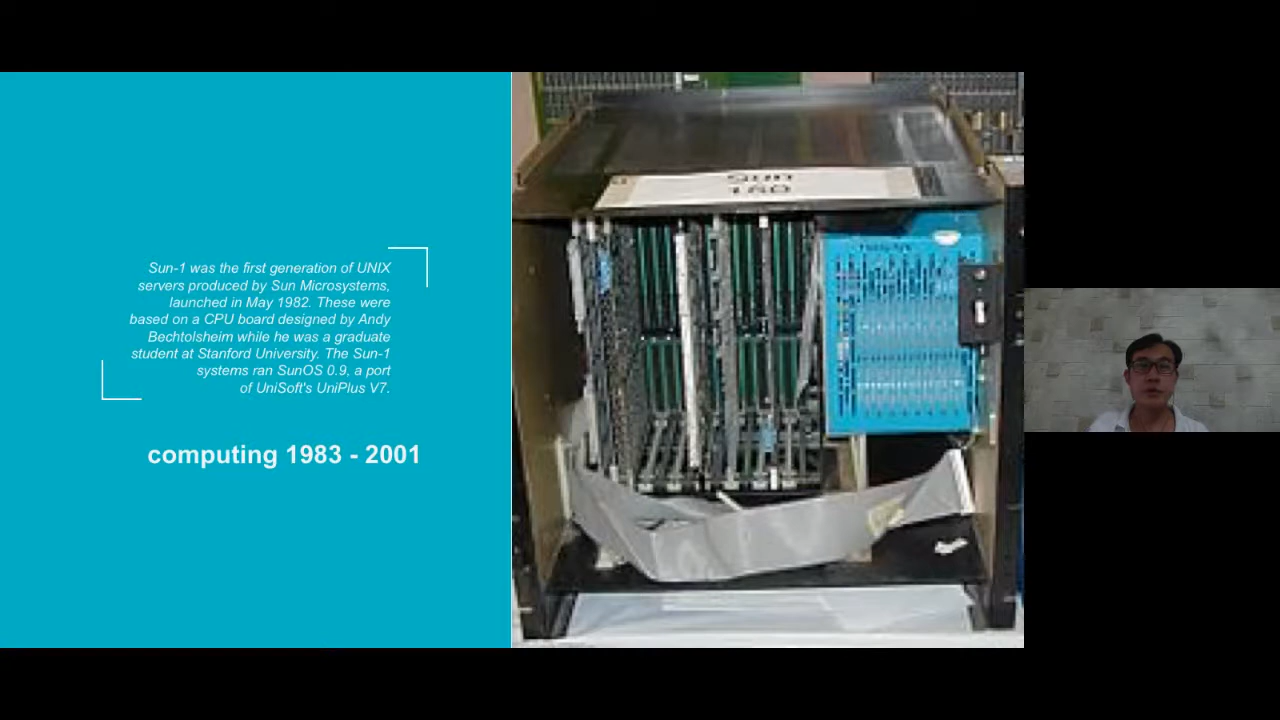 Sun-1 was the first generation of UNIX
servers produced by Sun Microsystems,
launched in May 1982. These were
based on a CPU board designed by Andy
Bechtolsheim while he was a graduate
student at Stanford University. The Sun-1
systems ran SunOS 0.9, a port
of UniSoft's UniPlus V7.
computing 1983 - 2001
Sun